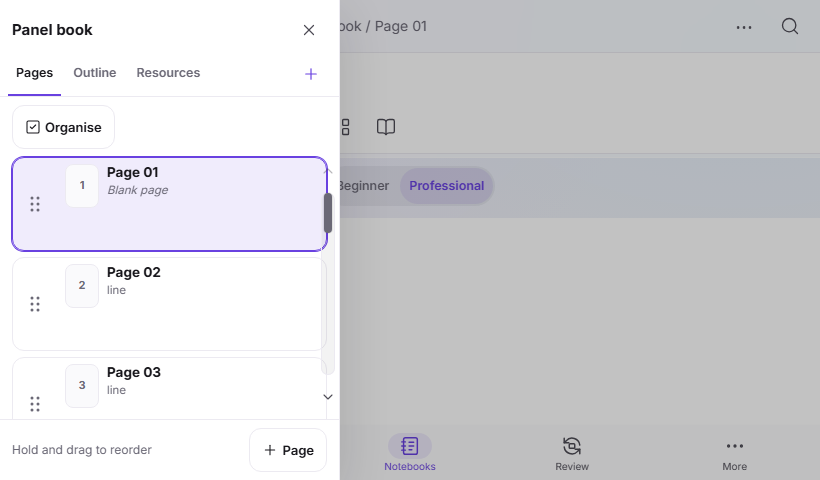 Panel book
ook / Page 01
Pages
Outline
Resources
Organise
1
Page 01
Blank page
2
Page 02
line
3
Page 03
line
Hold and drag to reorder
Page
Beginner
Professional
Notebooks
Review
More